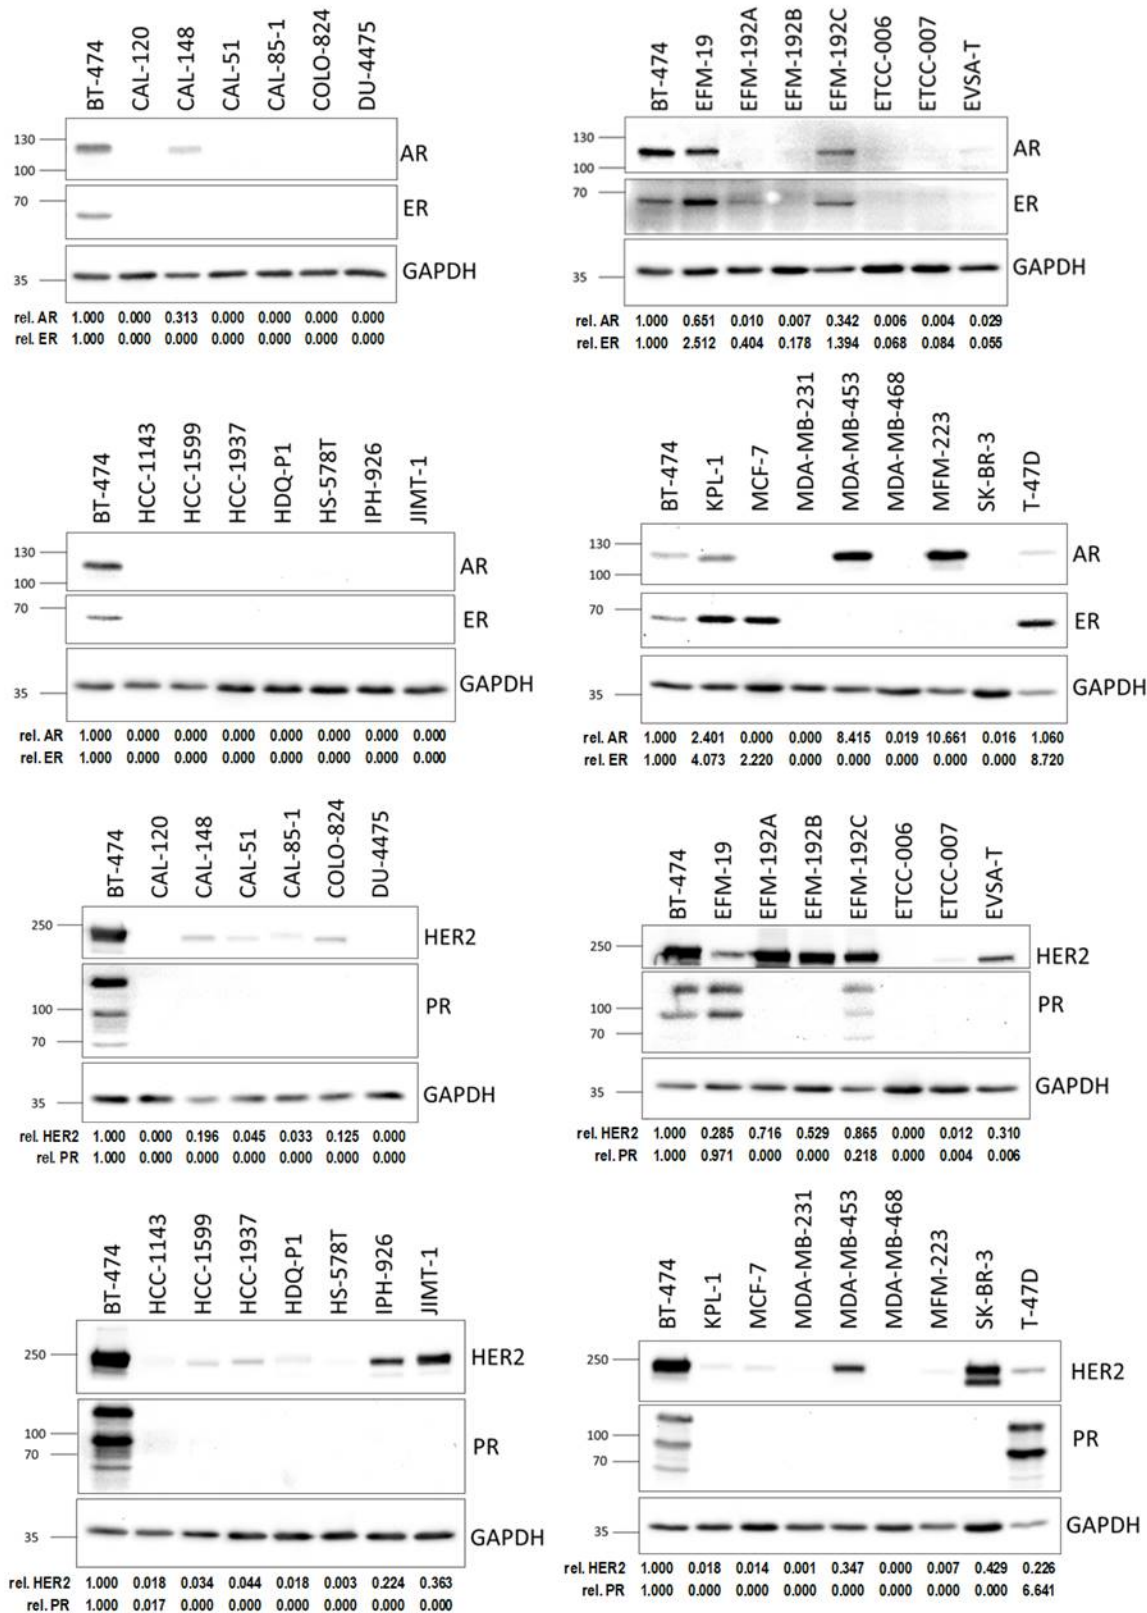 BT-474 CAL-120 CAL-148 CAL-51 CAL-85-1 COLO-824 DU-4475
130
100
AR
70
ER
35
GAPDH
rel. AR 1.000 0.000 0.313 0.000 0.000 0.000 0.000
rel. ER 1.000 0.000 0.000 0.000 0.000 0.000 0.000
BT-474 EFM-19 EFM-192A EFM-192B EFM-192C ETCC-006 ETCC-007 EVSA-T
130
100
AR
70
ER
35
GAPDH
rel. AR 1.000 0.651 0.010 0.007 0.342 0.006 0.004 0.029
rel. ER 1.000 2.512 0.404 0.178 1.394 0.068 0.084 0.055
BT-474 HCC-1143 HCC-1599 HCC-1937 HDQ-P1 HS-578T IPH-926 JIMT-1
130
100
AR
70
ER
35
GAPDH
rel. AR 1.000 0.000 0.000 0.000 0.000 0.000 0.000 0.000
rel. ER 1.000 0.000 0.000 0.000 0.000 0.000 0.000 0.000
BT-474 KPL-1 MCF-7 MDA-MB-231 MDA-MB-453 MDA-MB-468 MFM-223 SK-BR-3 T-47D
130
100
AR
70
ER
35
GAPDH
rel. AR 1.000 2.401 0.000 0.000 8.415 0.019 10.661 0.016 1.060
rel. ER 1.000 4.073 2.220 0.000 0.000 0.000 0.000 0.000 8.720
BT-474 CAL-120 CAL-148 CAL-51 CAL-85-1 COLO-824 DU-4475
250
HER2
100
70
PR
35
GAPDH
rel. HER2 1.000 0.000 0.196 0.045 0.033 0.125 0.000
rel. PR 1.000 0.000 0.000 0.000 0.000 0.000 0.000
BT-474 EFM-19 EFM-192A EFM-192B EFM-192C ETCC-006 ETCC-007 EVSA-T
250
HER2
100
70
PR
35
GAPDH
rel. HER2 1.000 0.285 0.716 0.529 0.865 0.000 0.012 0.310
rel. PR 1.000 0.971 0.000 0.000 0.218 0.000 0.004 0.006
BT-474 HCC-1143 HCC-1599 HCC-1937 HDQ-P1 HS-578T IPH-926 JIMT-1
250
HER2
100
70
PR
35
GAPDH
rel. HER2 1.000 0.018 0.034 0.044 0.018 0.003 0.224 0.363
rel. PR 1.000 0.017 0.000 0.000 0.000 0.000 0.000 0.000
BT-474 KPL-1 MCF-7 MDA-MB-231 MDA-MB-453 MDA-MB-468 MFM-223 SK-BR-3 T-47D
250
HER2
100
70
PR
35
GAPDH
rel. HER2 1.000 0.018 0.014 0.001 0.347 0.000 0.007 0.429 0.226
rel. PR 1.000 0.000 0.000 0.000 0.000 0.000 0.000 0.000 6.641